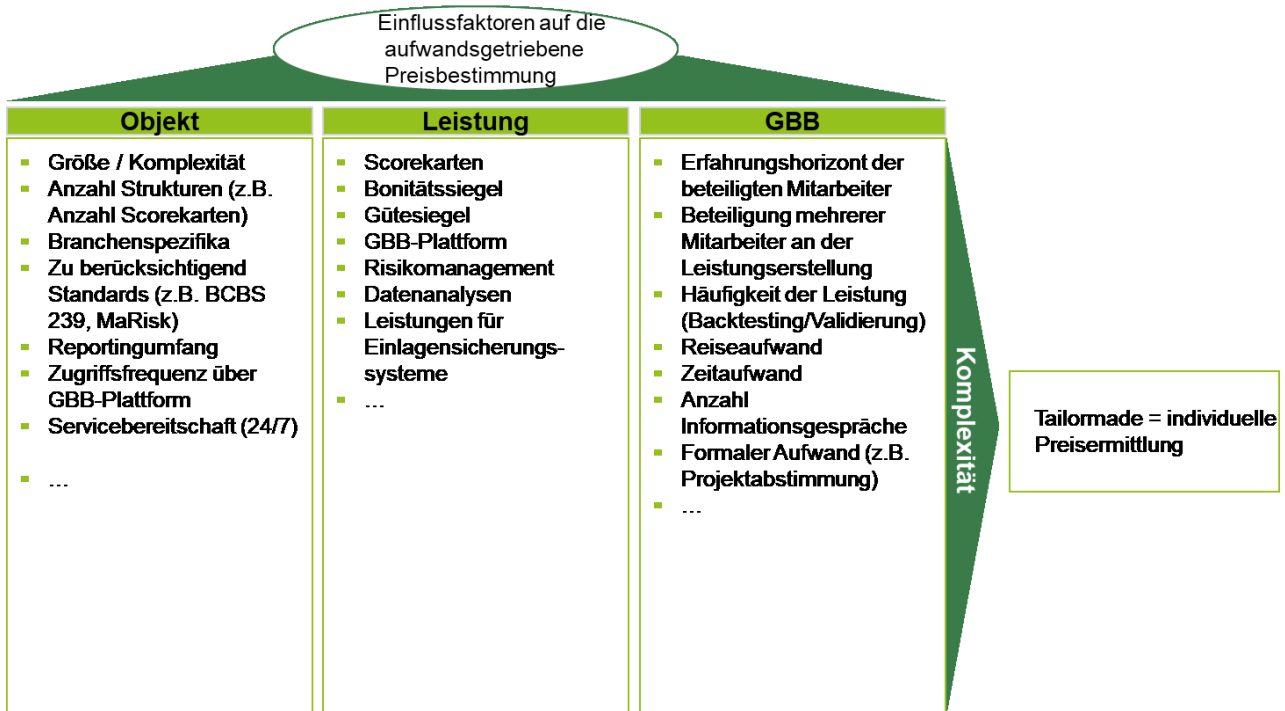 Einflussfaktoren auf die
aufwandsgetriebene
Preisbestimmung
Objekt
Größe / Komplexität
Anzahl Strukturen (z.B.
Anzahl Scorekarten)
Branchenspezifika
Zu berücksichtigend
Standards (z.B. BCBS
239, MaRisk)
Reportingumfang
Zugriffsfrequenz über
GBB-Plattform
Servicebereitschaft (24/7)
...
Leistung
Scorekarten
Bonitätssiegel
Gütesiegel
GBB-Plattform
Risikomanagement
Datenanalysen
Leistungen für
Einlagensicherungs-
systeme
...
GBB
Erfahrungshorizont der
beteiligten Mitarbeiter
Beteiligung mehrerer
Mitarbeiter an der
Leistungserstellung
Häufigkeit der Leistung
(Backtesting/Validierung)
Reiseaufwand
Zeitaufwand
Anzahl
Informationsgespräche
Formaler Aufwand (z.B.
Projektabstimmung)
...
Komplexität
Tailormade = individuelle
Preisermittlung